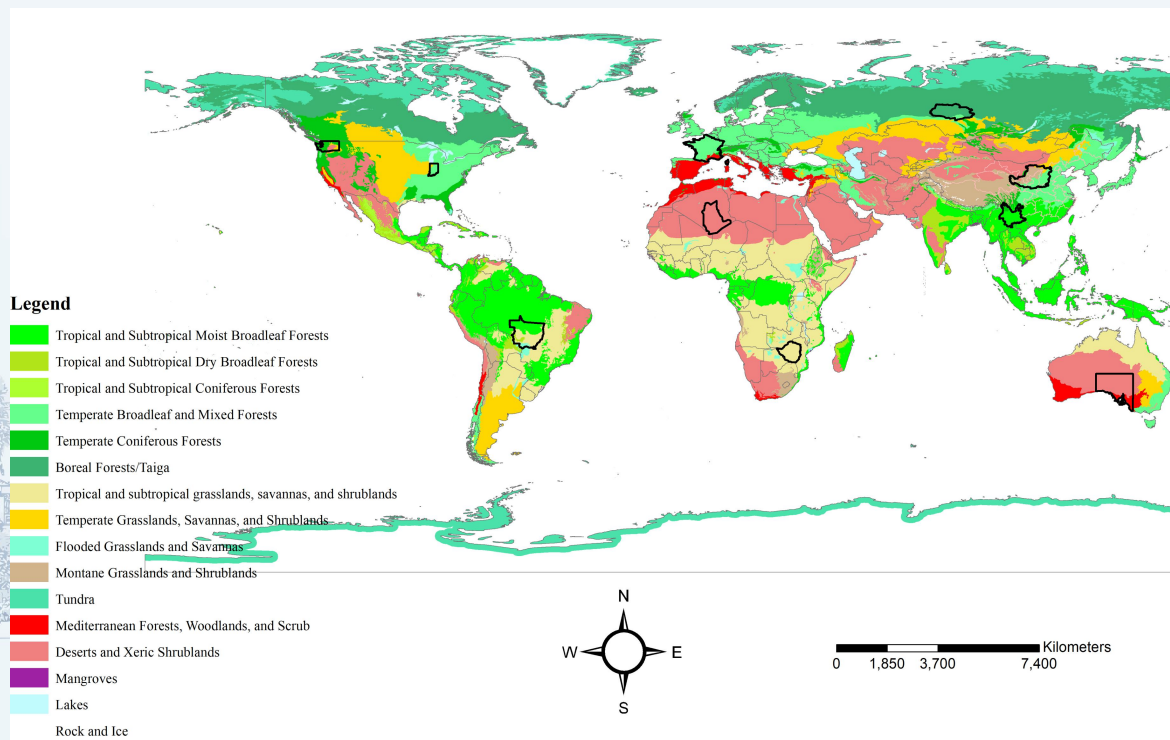 Legend
Tropical and Subtropical Moist Broadleaf Forests
Tropical and Subtropical Dry Broadleaf Forests
Tropical and Subtropical Coniferous Forests
Temperate Broadleaf and Mixed Forests
Temperate Coniferous Forests
Boreal Forests/Taiga
Tropical and subtropical grasslands, savannas, and shrublands
Temperate Grasslands, Savannas, and Shrublands
Flooded Grasslands and Savannas
Montane Grasslands and Shrublands
Tundra
Mediterranean Forests, Woodlands, and Scrub
Deserts and Xeric Shrublands
Mangroves
Lakes
Rock and Ice
N
W E
S
Kilometers
0 1,850 3,700 7,400